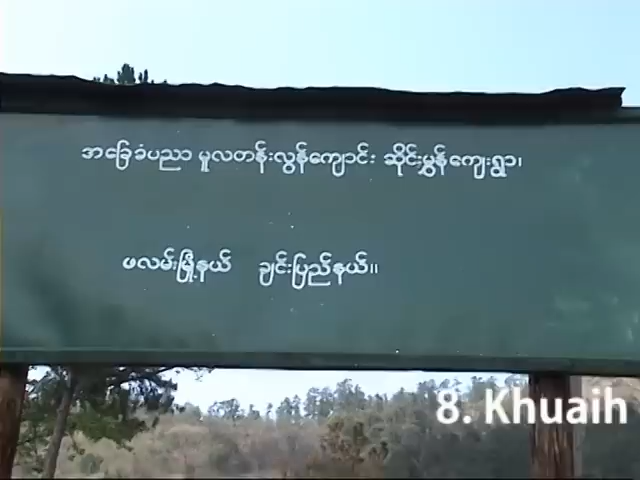 အခြေခံပညာ မူလတန်းလွန်ကျောင်း ဆိုင်းမွှန်ကျေးရွာ၊
ဖလမ်းမြို့နယ် ချင်းပြည်နယ်။
8. Khuaih